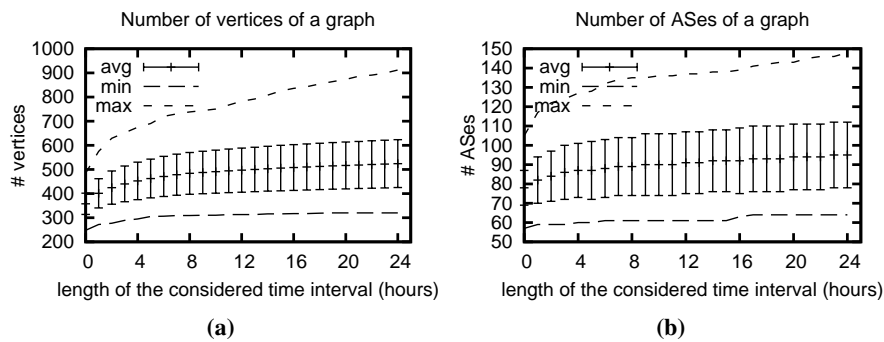 Number of vertices of a graph
1000
900
800
700
600
500
400
300
200
# vertices
avg
min
max
0 4 8 12 16 20 24
length of the considered time interval (hours)
(a)
Number of ASes of a graph
150
140
130
120
110
100
90
80
70
60
50
# ASes
avg
min
max
0 4 8 12 16 20 24
length of the considered time interval (hours)
(b)